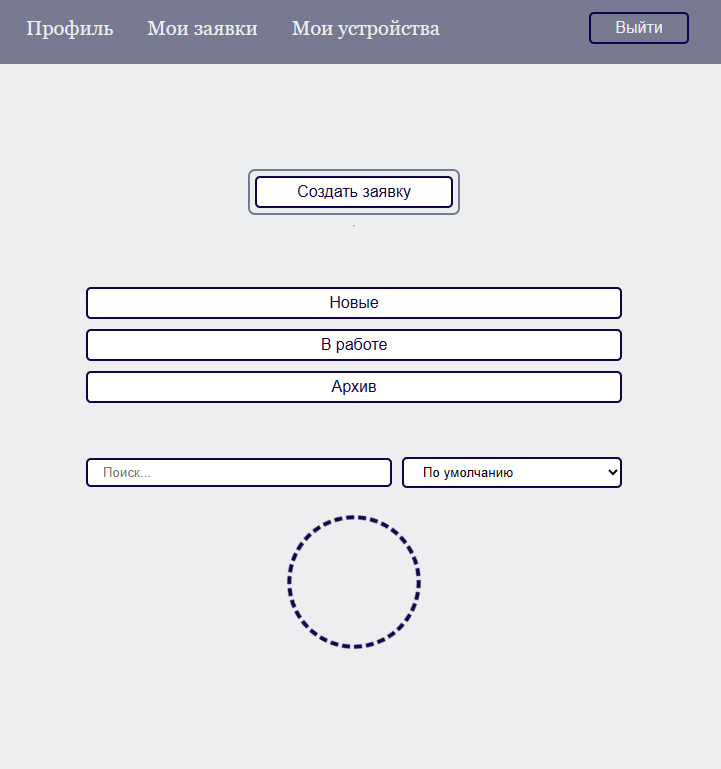 Профиль Мои заявки Мои устройства Выйти
Создать заявку
Новые
В работе
Архив
Поиск... По умолчанию